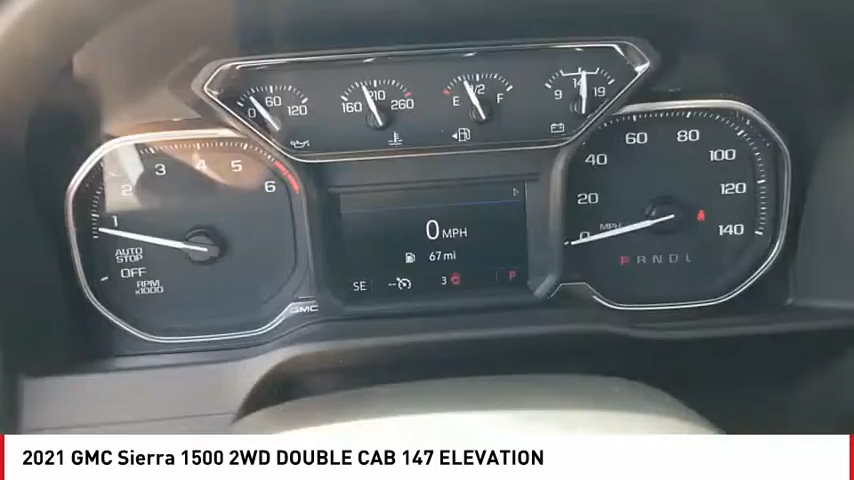 0 60 120
160 210 260
E 1/2 F
9 14 19
1 2 3 4 5 6
AUTO STOP
OFF
RPM
x1000
GMC
0 MPH
67 mi
SE
--
3
P
0 20 40 60 80 100 120 140
MPH
P R N D L
2021 GMC Sierra 1500 2WD DOUBLE CAB 147 ELEVATION